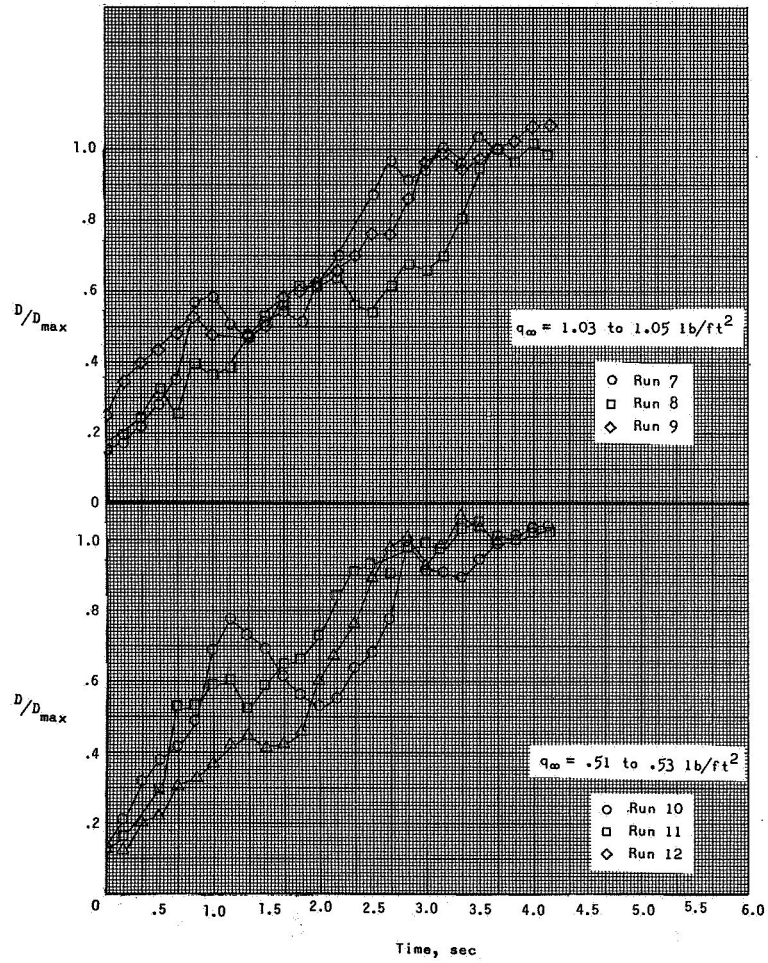 1.0
.8
.6
D/Dmax
.4
.2
0
q∞ = 1.03 to 1.05 lb/ft²
Run 7
Run 8
Run 9
1.0
.8
D/Dmax
.6
.4
.2
0
q∞ = .51 to .53 lb/ft²
Run 10
Run 11
Run 12
.5 1.0 1.5 2.0 2.5 3.0 3.5 4.0 4.5 5.0 5.5 6.0
Time, sec